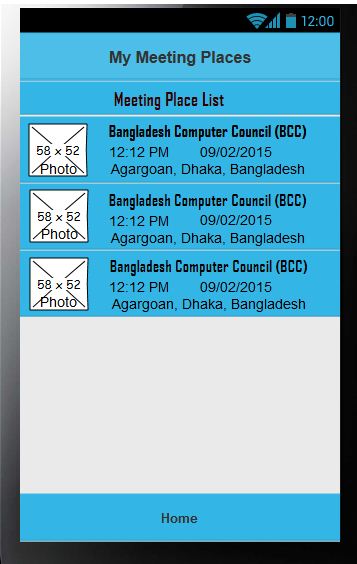 12:00
My Meeting Places
Meeting Place List
Bangladesh Computer Council (BCC)
58 x 52
12:12 PM 09/02/2015
Photo
Agargoan, Dhaka, Bangladesh
Bangladesh Computer Council (BCC)
58 x 52
12:12 PM 09/02/2015
Photo
Agargoan, Dhaka, Bangladesh
Bangladesh Computer Council (BCC)
58 x 52
12:12 PM 09/02/2015
Photo
Agargoan, Dhaka, Bangladesh
Home